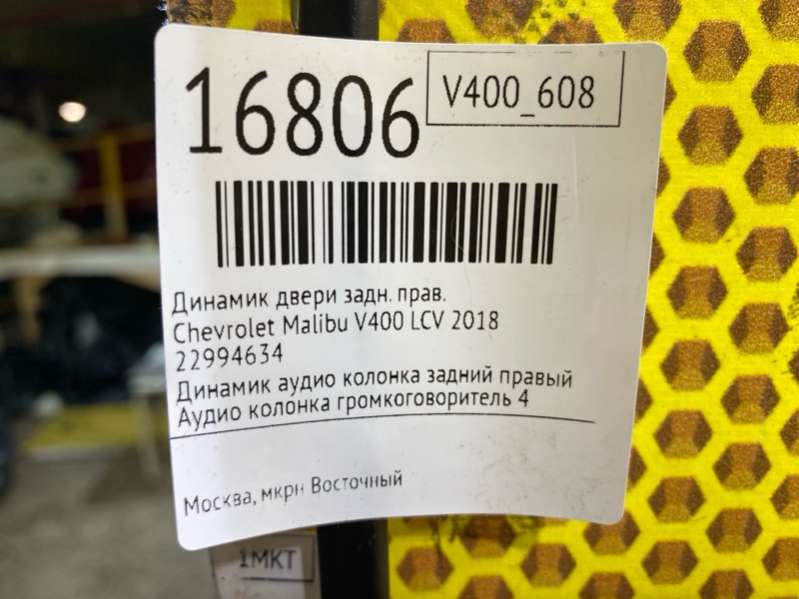 16806
V400_608
Динамик двери задн. прав.
Chevrolet Malibu V400 LCV 2018
22994634
Динамик аудио колонка задний правый
Аудио колонка громкоговоритель 4
Москва, мкрн Восточный
1МКТ